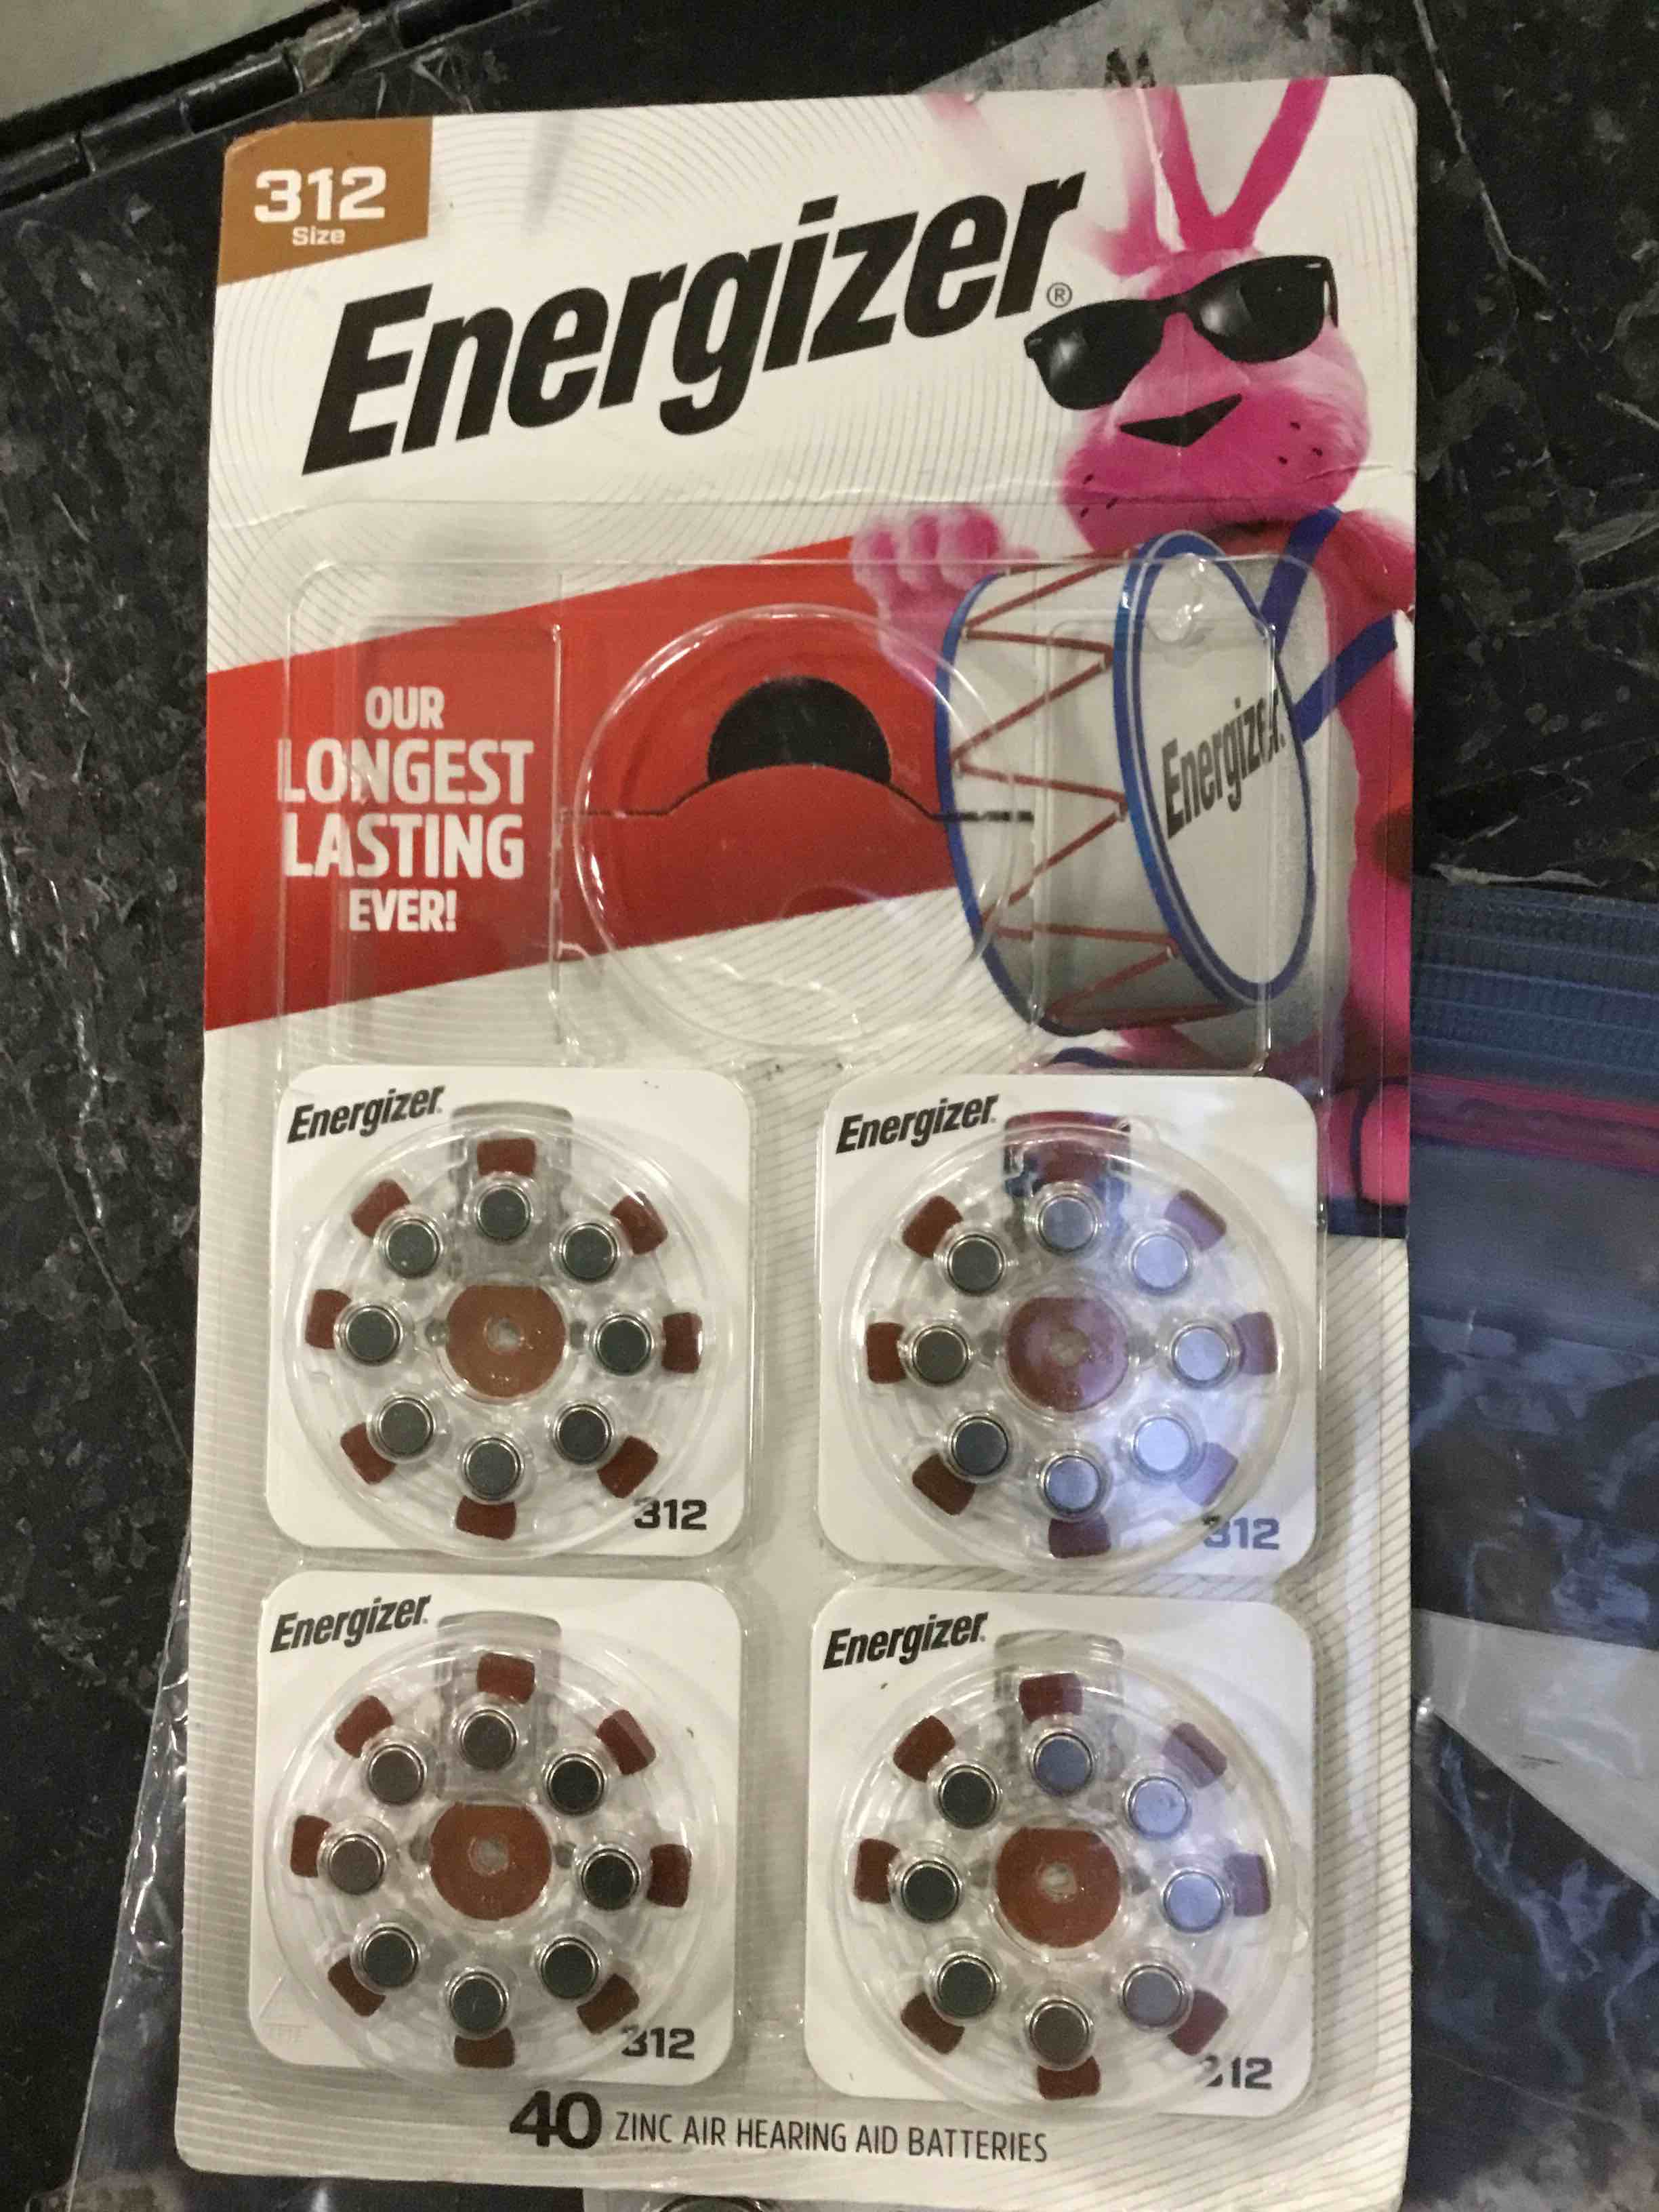 312
Size
Energizer®
OUR
LONGEST
LASTING
EVER!
Energizer
Energizer
312
Energizer
312
Energizer
312
Energizer
312
40 ZINC AIR HEARING AID BATTERIES